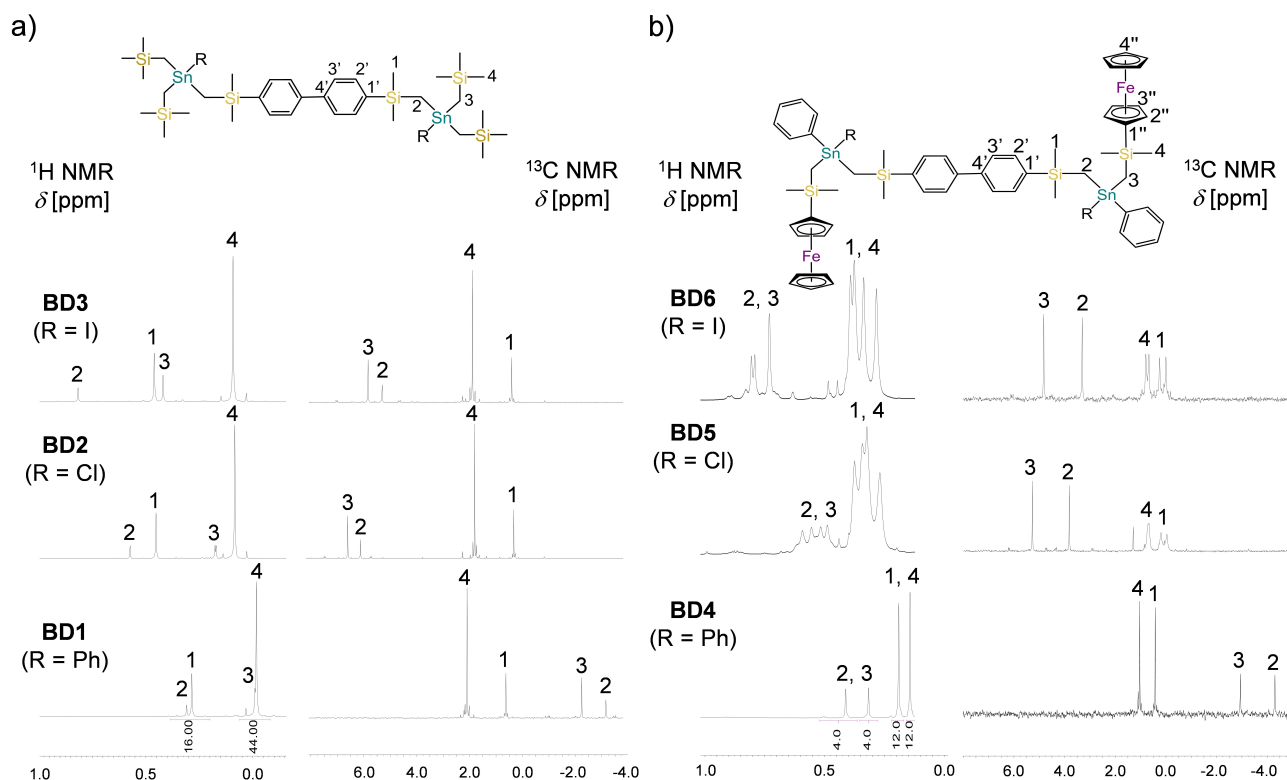 a)
Si
R
Sn
Si
Si
3'
2'
4'
1'
1
Si
2
Si
4
3
Sn
R
Si
¹H NMR
δ [ppm]
¹³C NMR
δ [ppm]
BD3
(R = I)
2
1
3
4
3
2
4
1
BD2
(R = Cl)
2
1
3
4
3
2
4
1
BD1
(R = Ph)
2
1
3
4
4
1
3
2
16.00
44.00
1.0 0.5 0.0
6.0 4.0 2.0 0.0 -2.0 -4.0
b)
4"
Fe
3"
2"
1"
R
Sn
Si
Si
Fe
3'
2'
4'
1'
1
Si
2
Si
4
3
Sn
R
¹H NMR
δ [ppm]
¹³C NMR
δ [ppm]
BD6
(R = I)
2, 3
1, 4
3
2
4
1
BD5
(R = Cl)
2, 3
1, 4
3
2
4
1
BD4
(R = Ph)
2, 3
1, 4
4
1
3
2
4.0
4.0
12.0
12.0
1.0 0.5 0.0
6.0 4.0 2.0 0.0 -2.0 -4.0